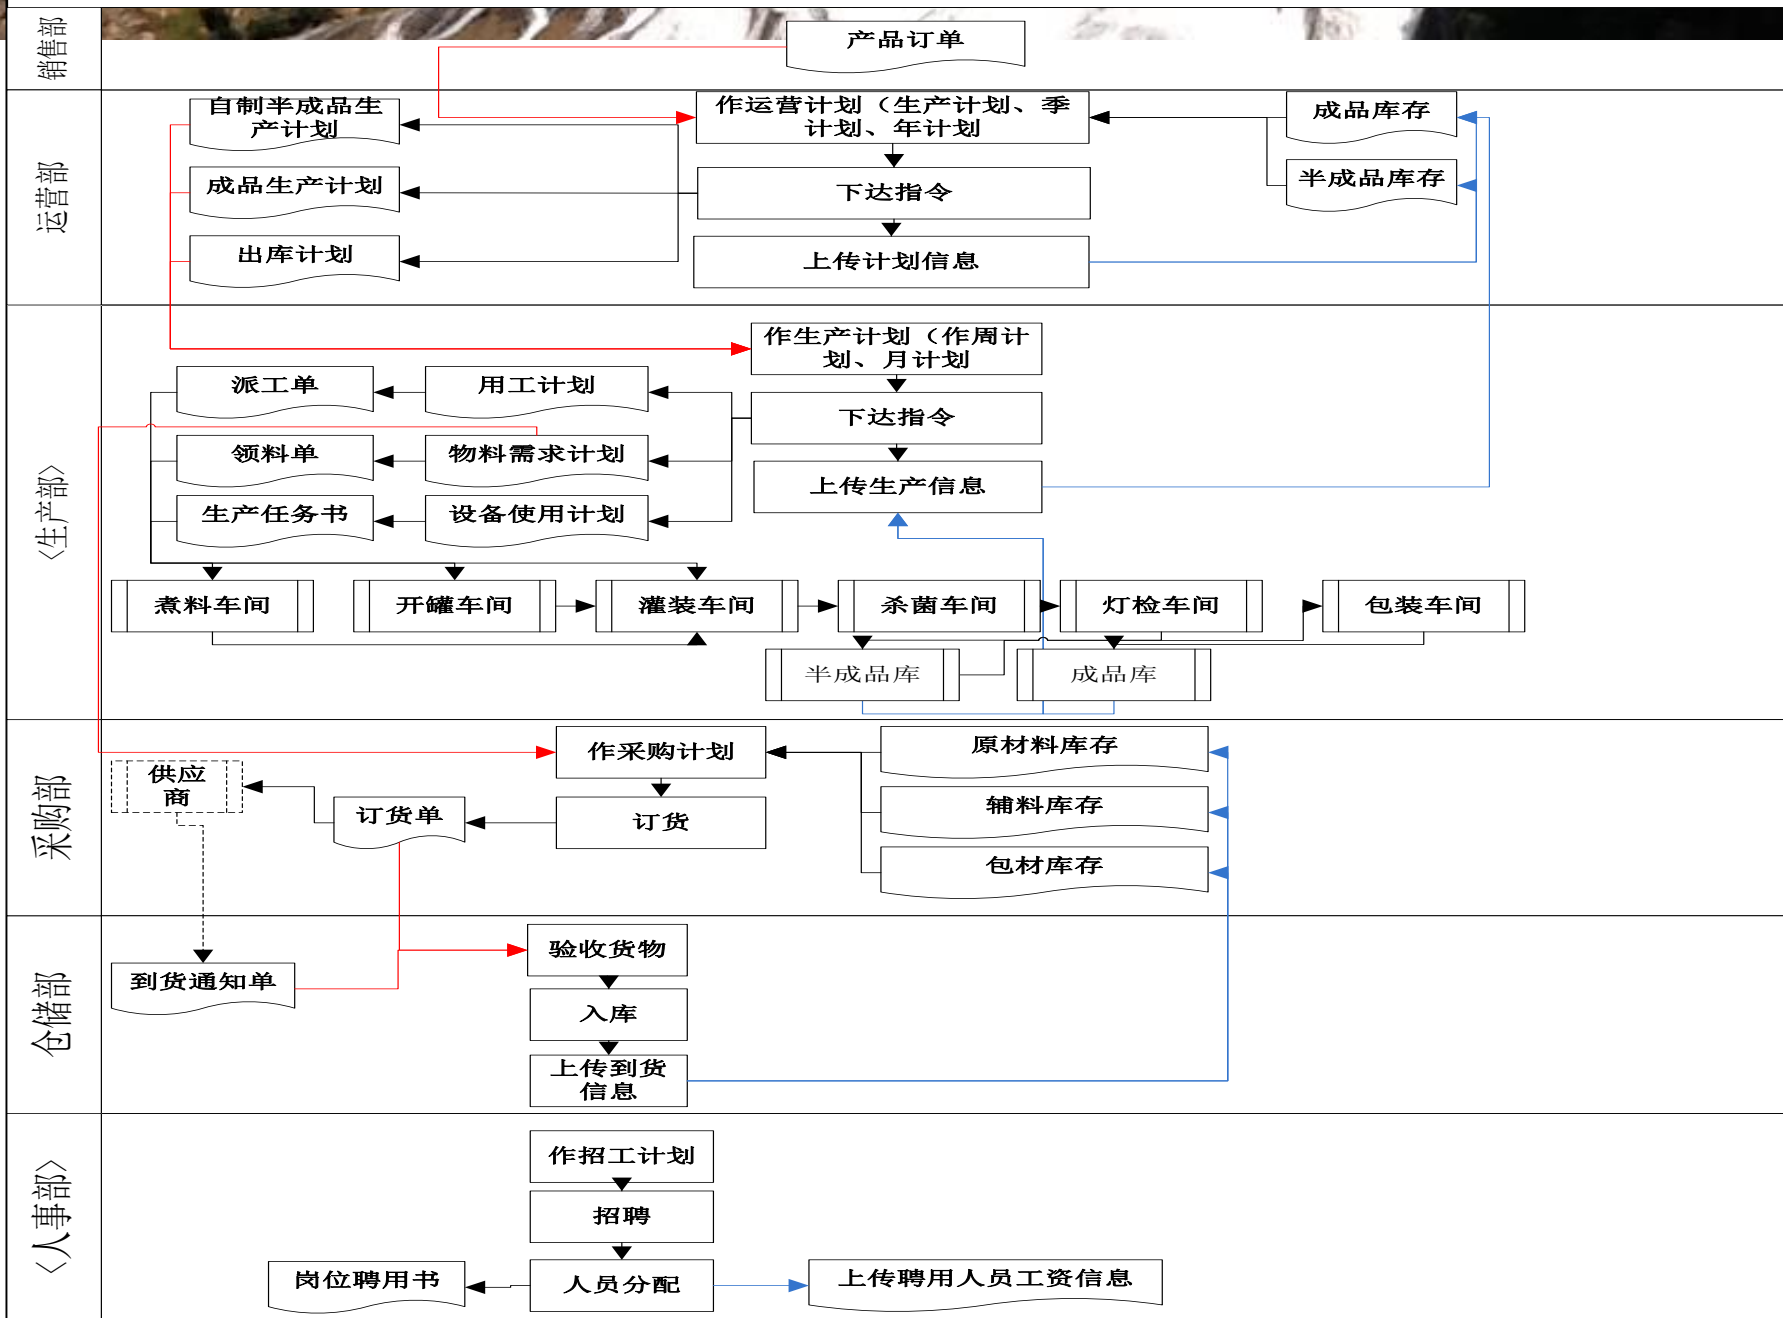 销售部
产品订单
运营部
自制半成品生
产计划
作运营计划（生产计划、季
计划、年计划
成品库存
成品生产计划
下达指令
半成品库存
出库计划
上传计划信息
〈生产部〉
作生产计划（作周计
划、月计划
派工单
用工计划
下达指令
领料单
物料需求计划
上传生产信息
生产任务书
设备使用计划
煮料车间
开罐车间
灌装车间
杀菌车间
灯检车间
包装车间
半成品库
成品库
采购部
作采购计划
原材料库存
供应
商
订货单
订货
辅料库存
包材库存
仓储部
验收货物
到货通知单
入库
上传到货
信息
〈人事部〉
作招工计划
招聘
岗位聘用书
人员分配
上传聘用人员工资信息